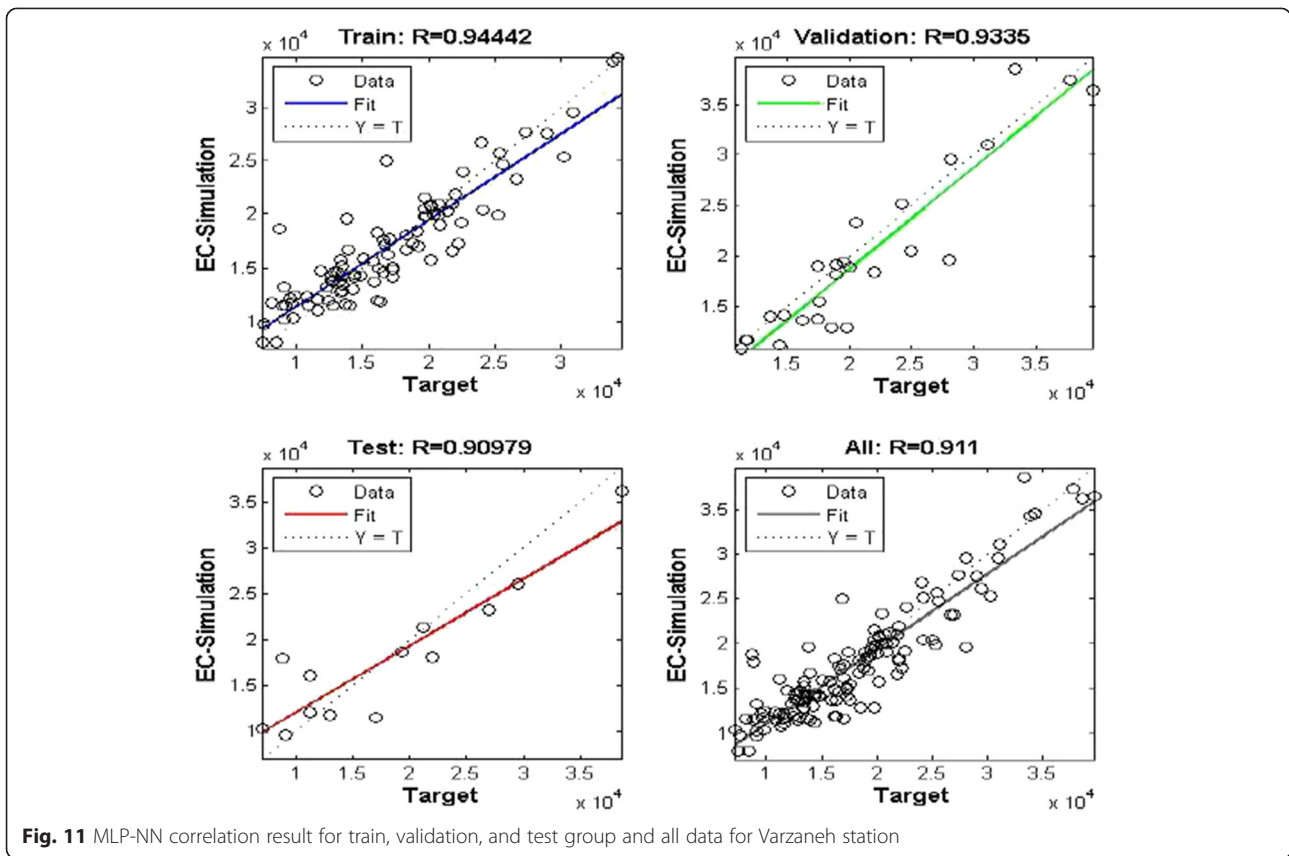 Train: R=0.94442
x 10^4
Data
Fit
Y = T
3
2.5
2
1.5
1
EC-Simulation
1 1.5 2 2.5 3
Target
x 10^4
Validation: R=0.9335
x 10^4
Data
Fit
Y = T
3.5
3
2.5
2
1.5
EC-Simulation
1.5 2 2.5 3 3.5
Target
x 10^4
Test: R=0.90979
x 10^4
Data
Fit
Y = T
3.5
3
2.5
2
1.5
1
EC-Simulation
1 1.5 2 2.5 3 3.5
Target
x 10^4
All: R=0.911
x 10^4
Data
Fit
Y = T
3.5
3
2.5
2
1.5
1
EC-Simulation
1 1.5 2 2.5 3 3.5
Target
x 10^4
Fig. 11 MLP-NN correlation result for train, validation, and test group and all data for Varzaneh station